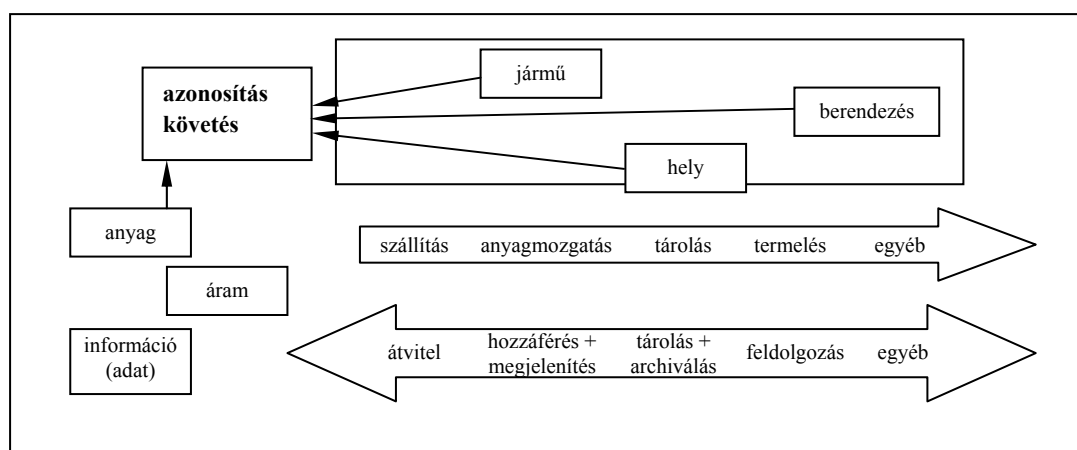 jármű
azonosítás
követés
berendezés
hely
anyag
szállítás anyagmozgatás tárolás termelés egyéb
áram
információ
(adat)
átvitel hozzáférés + megjelenítés tárolás + archiválás feldolgozás egyéb